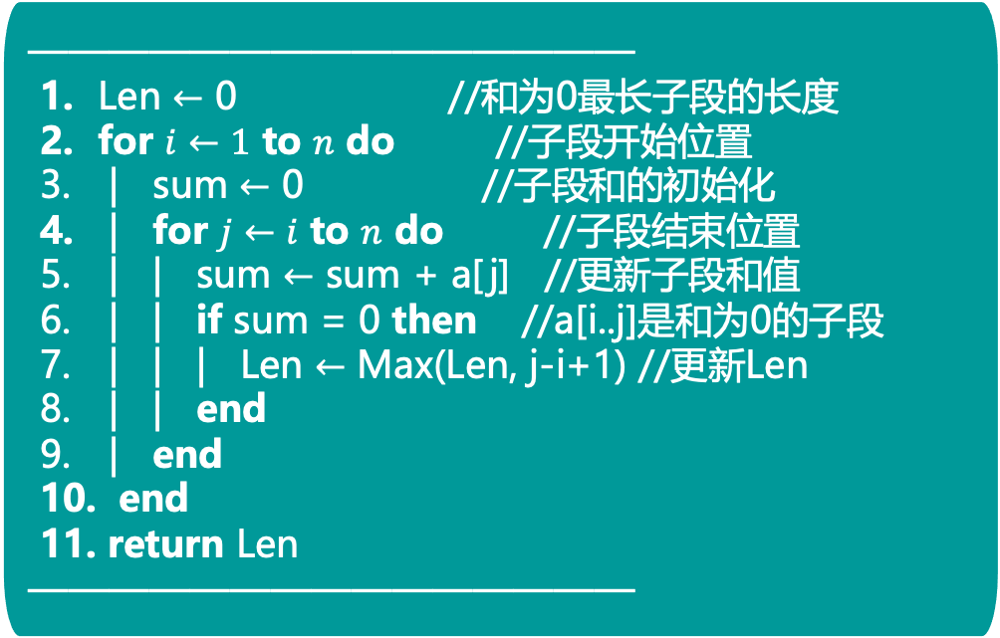 1. Len ← 0 //和为0最长子段的长度
2. for i ← 1 to n do //子段开始位置
3. | sum ← 0 //子段和的初始化
4. | for j ← i to n do //子段结束位置
5. | | sum ← sum + a[j] //更新子段和值
6. | | if sum = 0 then //a[i..j]是和为0的子段
7. | | | Len ← Max(Len, j-i+1) //更新Len
8. | | end
9. | end
10. end
11. return Len